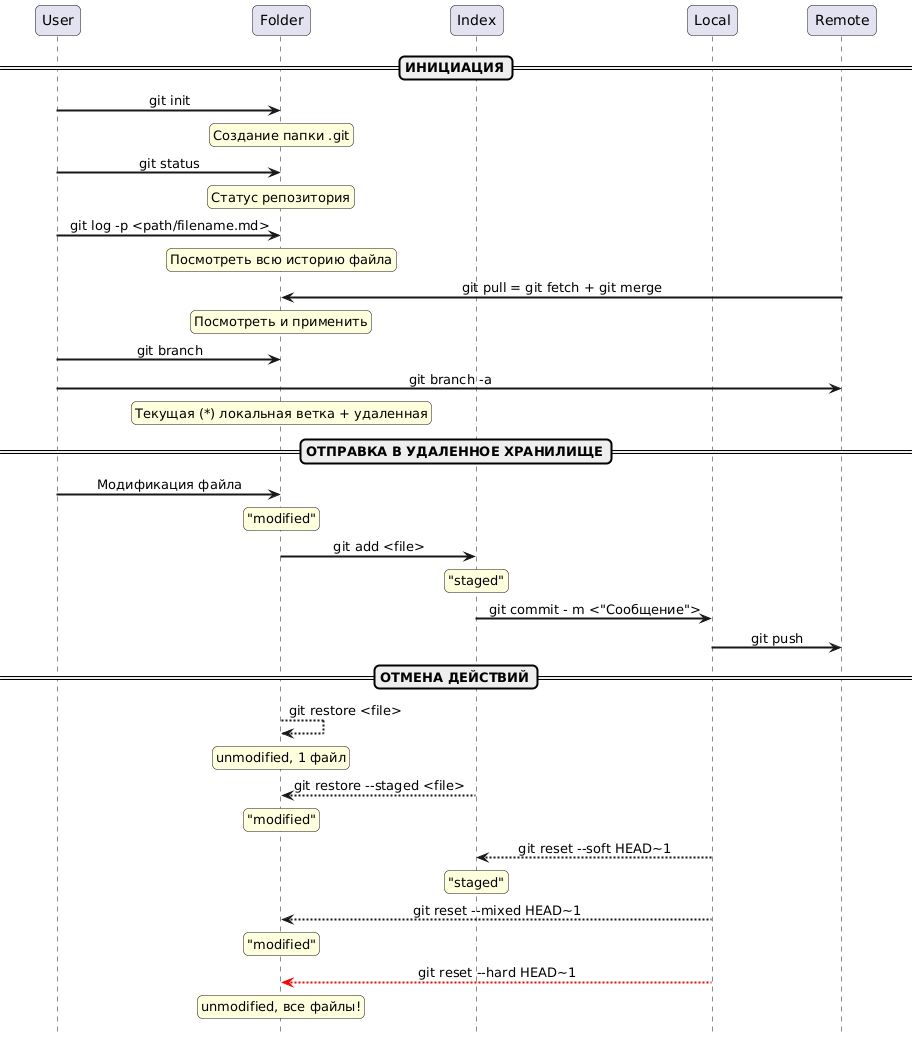 User
Folder
Index
Local
Remote
ИНИЦИАЦИЯ
git init
Создание папки .git
git status
Статус репозитория
git log -p <path/filename.md>
Посмотреть всю историю файла
git pull = git fetch + git merge
Посмотреть и применить
git branch
git branch -a
Текущая (*) локальная ветка + удаленная
ОТПРАВКА В УДАЛЕННОЕ ХРАНИЛИЩЕ
Модификация файла
"modified"
git add <file>
"staged"
git commit - m <"Сообщение">
git push
ОТМЕНА ДЕЙСТВИЙ
git restore <file>
unmodified, 1 файл
git restore --staged <file>
"modified"
git reset --soft HEAD~1
"staged"
git reset --mixed HEAD~1
"modified"
git reset --hard HEAD~1
unmodified, все файлы!